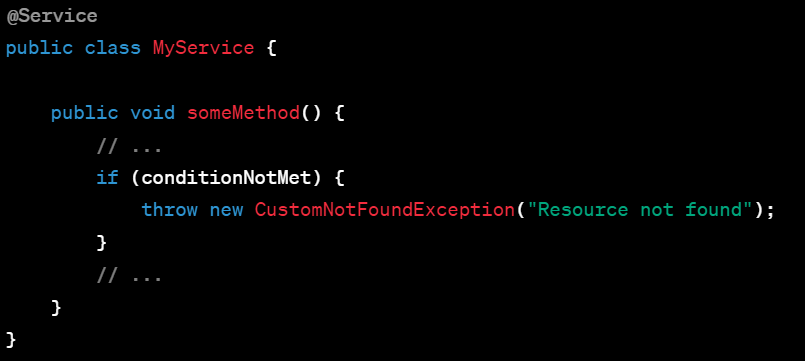 @Service
public class MyService {
    public void someMethod() {
        // ...
        if (conditionNotMet) {
            throw new CustomNotFoundException("Resource not found");
        }
        // ...
    }
}